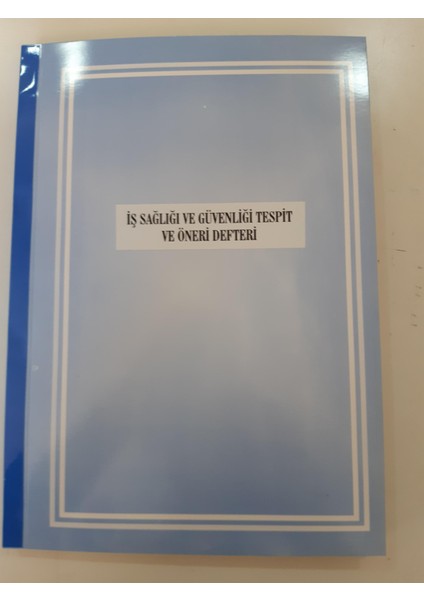 İŞ SAĞLIĞI VE GÜVENLİĞİ TESPİT
VE ÖNERİ DEFTERİ